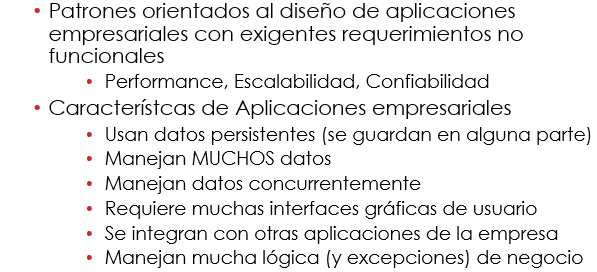 • Patrones orientados al diseño de aplicaciones
empresariales con exigentes requerimientos no
funcionales
• Performance, Escalabilidad, Confiabilidad
• Característcas de Aplicaciones empresariales
• Usan datos persistentes (se guardan en alguna parte)
• Manejan MUCHOS datos
• Manejan datos concurrentemente
• Requiere muchas interfaces gráficas de usuario
• Se integran con otras aplicaciones de la empresa
• Manejan mucha lógica (y excepciones) de negocio